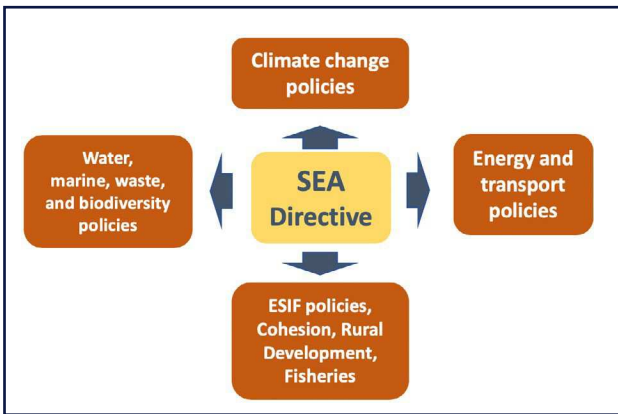 Climate change
policies
Water,
marine, waste,
and biodiversity
policies
SEA
Directive
Energy and
transport
policies
ESIF policies,
Cohesion, Rural
Development,
Fisheries